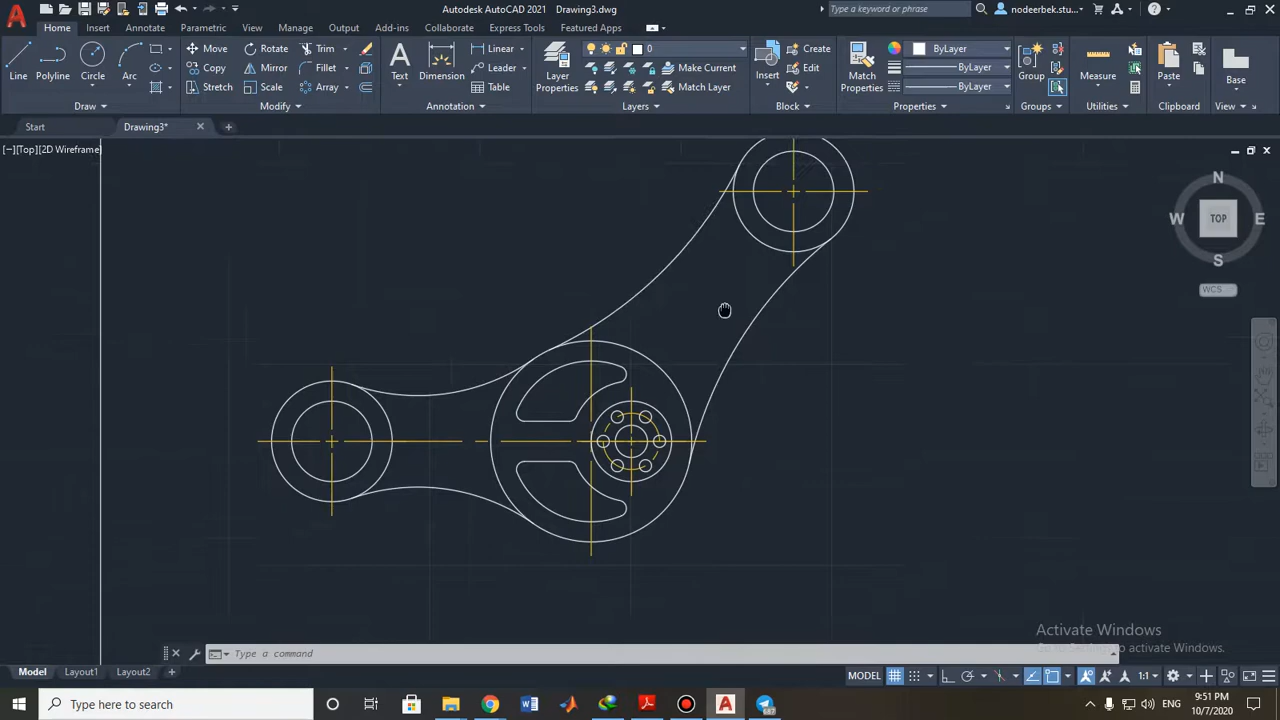 Autodesk AutoCAD 2021 Drawing3.dwg
Type a keyword or phrase
nodeerbek.stu...
Home Insert Annotate Parametric View Manage Output Add-ins Collaborate Express Tools Featured Apps
Line Polyline Circle Arc
Move Rotate Trim
Copy Mirror Fillet
Stretch Scale Array
Text Dimension
Linear
Leader
Table
Layer Properties
0
Make Current
Match Layer
Insert
Create
Edit
Match Properties
ByLayer
ByLayer
ByLayer
Group
Measure
Paste
Base
Draw Modify Annotation Layers Block Properties Groups Utilities Clipboard View
Start Drawing3*
[−][Top][2D Wireframe]
N
W TOP E
S
WCS
Activate Windows
Go to Settings to activate Windows.
Type a command
Model Layout1 Layout2
MODEL 1:1
Type here to search
687
ENG
9:51 PM
10/7/2020